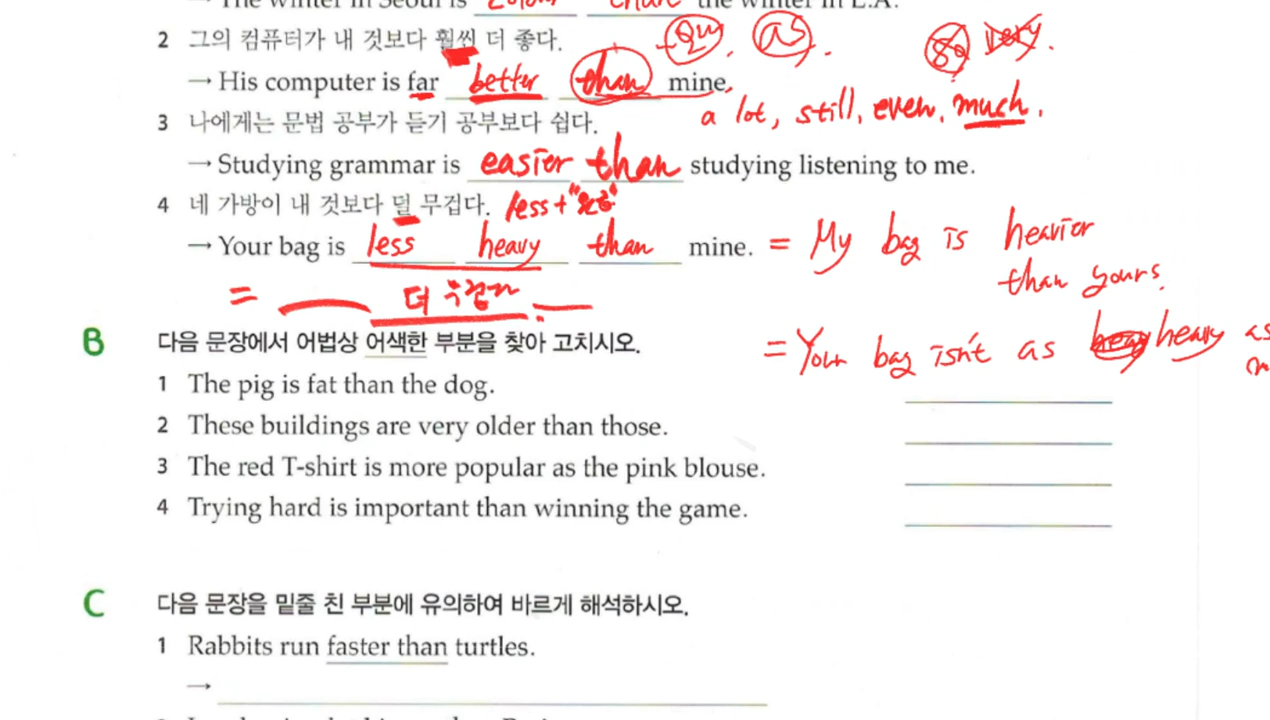 The winter in Seoul is colder than the winter in L.A.
2 그의 컴퓨터가 내 것보다 훨씬 더 좋다. as. so very.
→ His computer is far better than mine.
a lot, still, even, much.
3 나에게는 문법 공부가 듣기 공부보다 쉽다.
→ Studying grammar is easier than studying listening to me.
4 네 가방이 내 것보다 덜 무겁다. less + "원급"
→ Your bag is less heavy than mine. = My bag is heavier
than yours.
= 더 무겁다.
= Your bag isn't as heavy as
B 다음 문장에서 어법상 어색한 부분을 찾아 고치시오.
1 The pig is fat than the dog.
2 These buildings are very older than those.
3 The red T-shirt is more popular as the pink blouse.
4 Trying hard is important than winning the game.
C 다음 문장을 밑줄 친 부분에 유의하여 바르게 해석하시오.
1 Rabbits run faster than turtles.
→